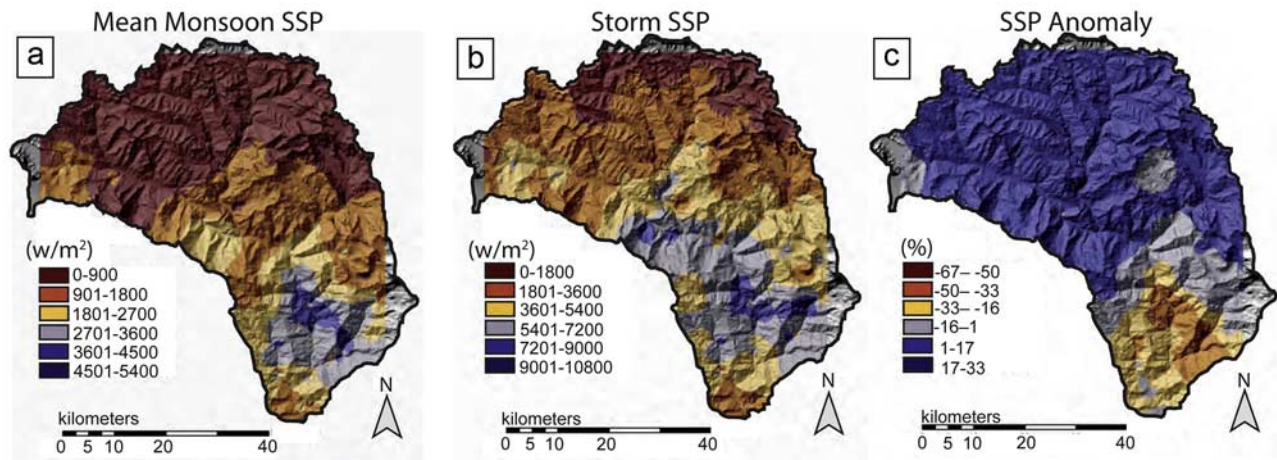 Mean Monsoon SSP
Storm SSP
SSP Anomaly
a
b
c
(w/m²)
0-900
901-1800
1801-2700
2701-3600
3601-4500
4501-5400
kilometers
0 5 10 20 40
N
(w/m²)
0-1800
1801-3600
3601-5400
5401-7200
7201-9000
9001-10800
kilometers
0 5 10 20 40
N
(%)
-67– -50
-50– -33
-33– -16
-16–1
1-17
17-33
kilometers
0 5 10 20 40
N